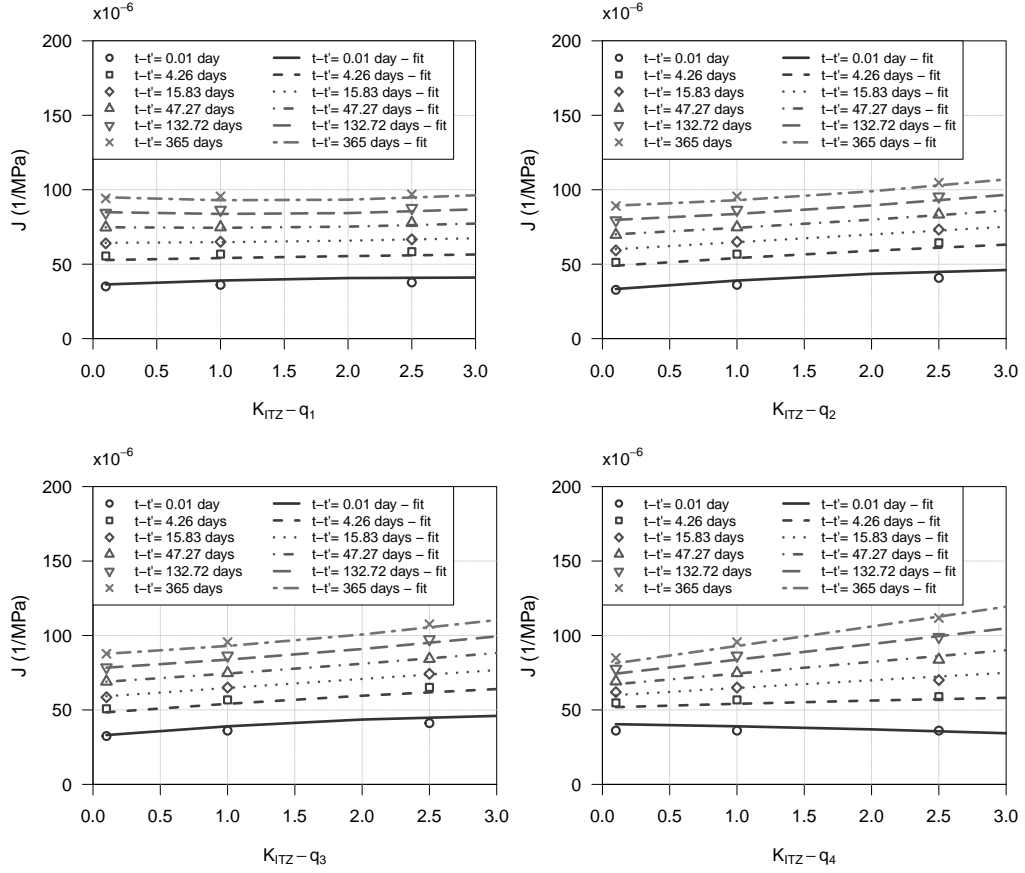 x10⁻⁶
200
150
100
50
0
J (1/MPa)
t−t'= 0.01 day
t−t'= 4.26 days
t−t'= 15.83 days
t−t'= 47.27 days
t−t'= 132.72 days
t−t'= 365 days
t−t'= 0.01 day − fit
t−t'= 4.26 days − fit
t−t'= 15.83 days − fit
t−t'= 47.27 days − fit
t−t'= 132.72 days − fit
t−t'= 365 days − fit
0.0 0.5 1.0 1.5 2.0 2.5 3.0
K_ITZ − q₁
x10⁻⁶
200
150
100
50
0
J (1/MPa)
t−t'= 0.01 day
t−t'= 4.26 days
t−t'= 15.83 days
t−t'= 47.27 days
t−t'= 132.72 days
t−t'= 365 days
t−t'= 0.01 day − fit
t−t'= 4.26 days − fit
t−t'= 15.83 days − fit
t−t'= 47.27 days − fit
t−t'= 132.72 days − fit
t−t'= 365 days − fit
0.0 0.5 1.0 1.5 2.0 2.5 3.0
K_ITZ − q₂
x10⁻⁶
200
150
100
50
0
J (1/MPa)
t−t'= 0.01 day
t−t'= 4.26 days
t−t'= 15.83 days
t−t'= 47.27 days
t−t'= 132.72 days
t−t'= 365 days
t−t'= 0.01 day − fit
t−t'= 4.26 days − fit
t−t'= 15.83 days − fit
t−t'= 47.27 days − fit
t−t'= 132.72 days − fit
t−t'= 365 days − fit
0.0 0.5 1.0 1.5 2.0 2.5 3.0
K_ITZ − q₃
x10⁻⁶
200
150
100
50
0
J (1/MPa)
t−t'= 0.01 day
t−t'= 4.26 days
t−t'= 15.83 days
t−t'= 47.27 days
t−t'= 132.72 days
t−t'= 365 days
t−t'= 0.01 day − fit
t−t'= 4.26 days − fit
t−t'= 15.83 days − fit
t−t'= 47.27 days − fit
t−t'= 132.72 days − fit
t−t'= 365 days − fit
0.0 0.5 1.0 1.5 2.0 2.5 3.0
K_ITZ − q₄